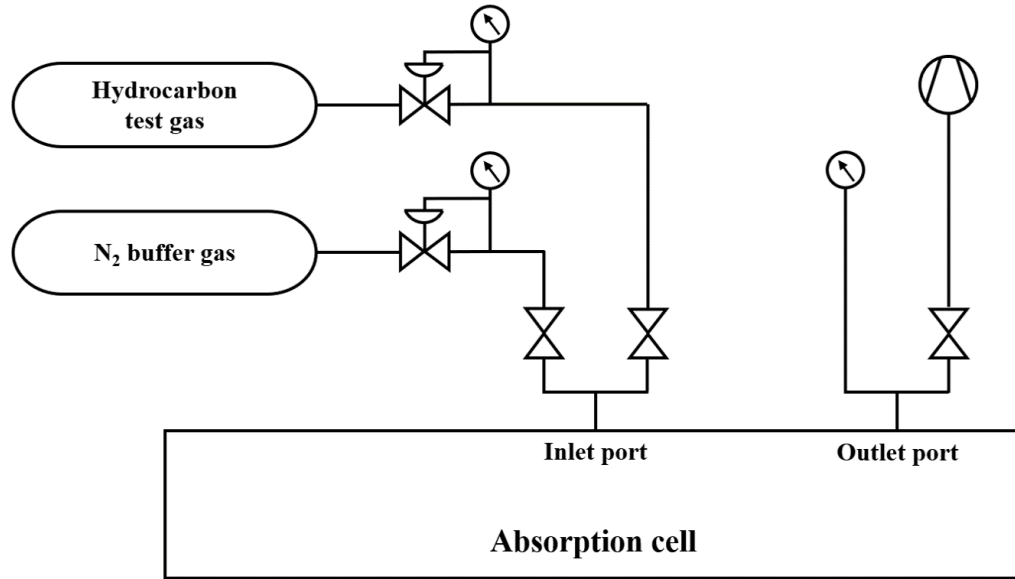 Hydrocarbon
test gas
N₂ buffer gas
Inlet port
Outlet port
Absorption cell